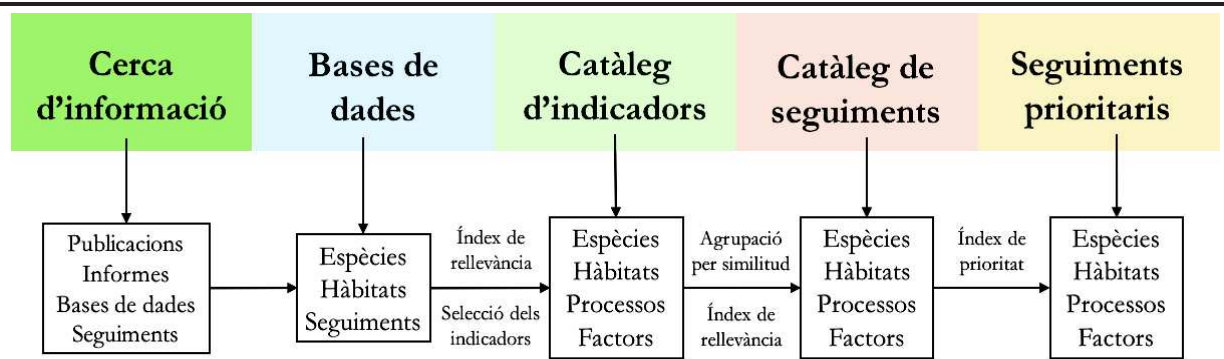 Cerca
d'informació
Bases de
dades
Catàleg
d'indicadors
Catàleg de
seguiments
Seguiments
prioritaris
Publicacions
Informes
Bases de dades
Seguiments
Espècies
Hàbitats
Seguiments
Índex de
rellevància
Selecció dels
indicadors
Espècies
Hàbitats
Processos
Factors
Agrupació
per similitud
Índex de
rellevància
Espècies
Hàbitats
Processos
Factors
Índex de
prioritat
Espècies
Hàbitats
Processos
Factors